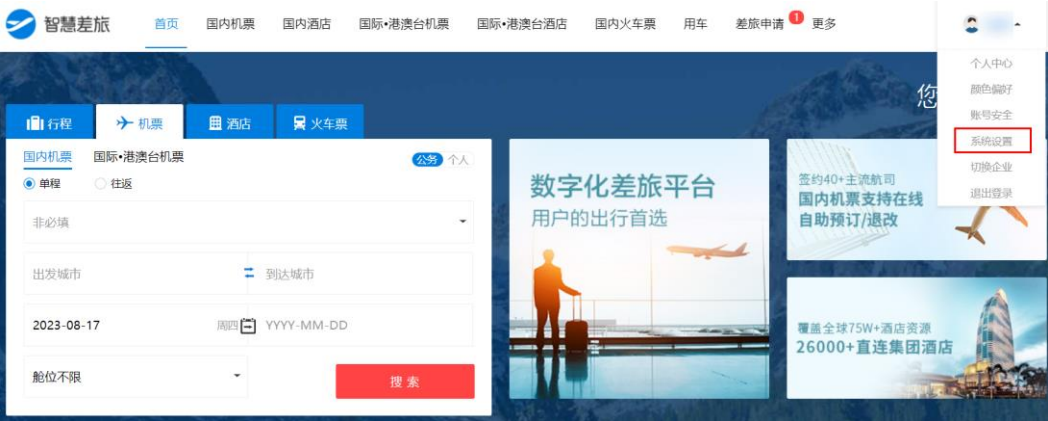 智慧差旅
首页
国内机票
国内酒店
国际•港澳台机票
国际•港澳台酒店
国内火车票
用车
差旅申请
1
更多
个人中心
颜色偏好
账号安全
系统设置
切换企业
退出登录
您
行程
机票
酒店
火车票
国内机票
国际•港澳台机票
公务
个人
单程
往返
非必填
出发城市
到达城市
2023-08-17
周四
YYYY-MM-DD
舱位不限
搜索
数字化差旅平台
用户的出行首选
签约40+主流航司
国内机票支持在线
自助预订/退改
覆盖全球75W+酒店资源
26000+直连集团酒店